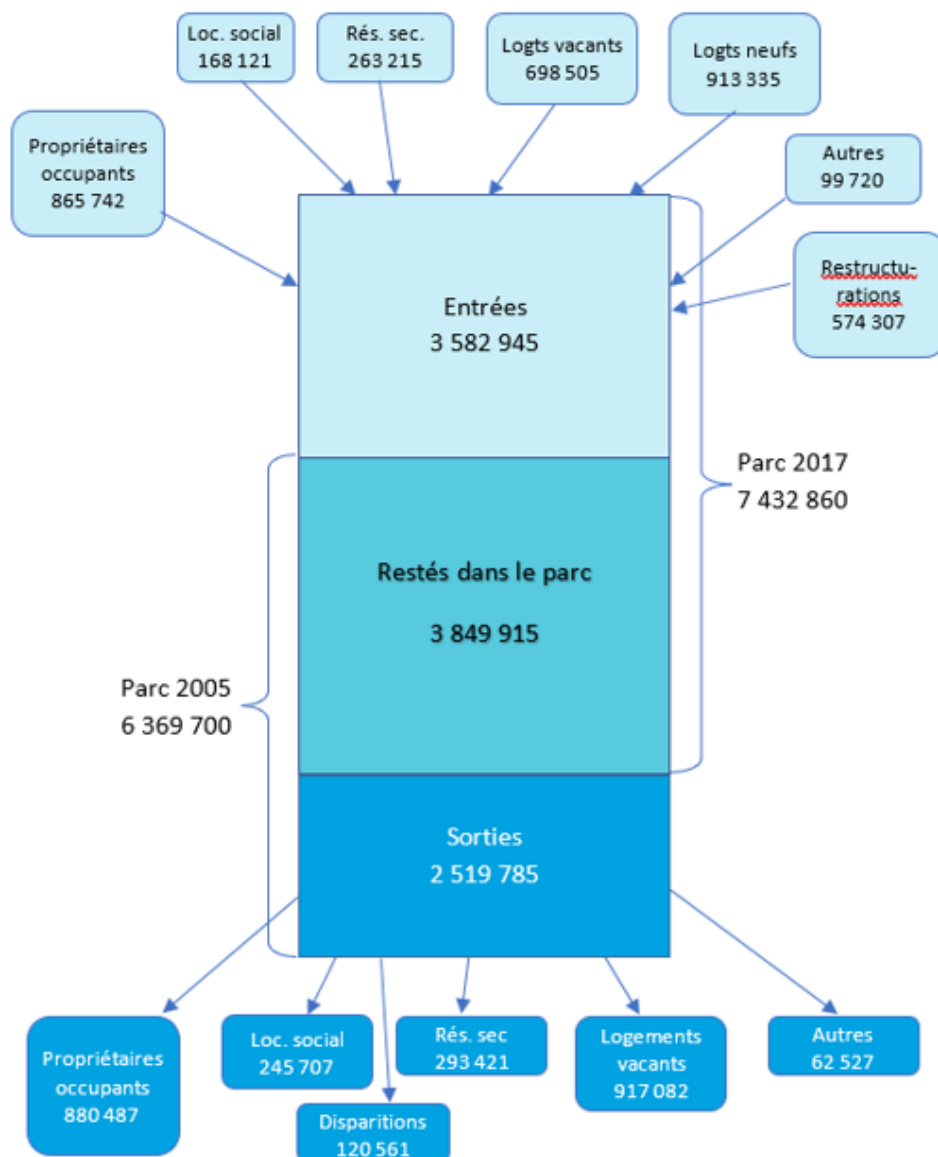 Loc. social
168 121
Rés. sec.
263 215
Logts vacants
698 505
Logts neufs
913 335
Propriétaires
occupants
865 742
Autres
99 720
Restructu-
rations
574 307
Entrées
3 582 945
Parc 2017
7 432 860
Restés dans le parc
3 849 915
Parc 2005
6 369 700
Sorties
2 519 785
Propriétaires
occupants
880 487
Loc. social
245 707
Disparitions
120 561
Rés. sec
293 421
Logements
vacants
917 082
Autres
62 527